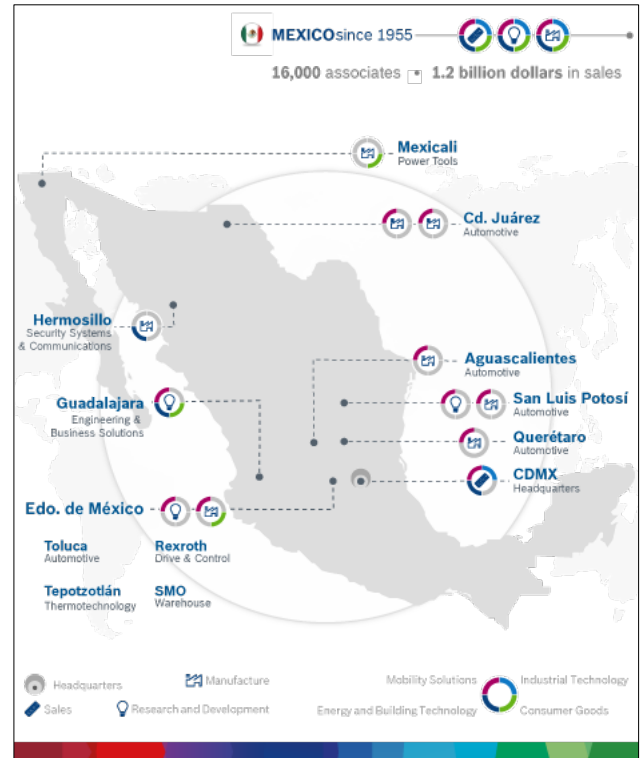 MEXICO since 1955
16,000 associates 1.2 billion dollars in sales
Mexicali
Power Tools
Cd. Juárez
Automotive
Hermosillo
Security Systems
& Communications
Aguascalientes
Automotive
Guadalajara
Engineering &
Business Solutions
San Luis Potosí
Automotive
Querétaro
Automotive
CDMX
Headquarters
Edo. de México
Toluca
Automotive
Rexroth
Drive & Control
Tepotzotlán
Thermotechnology
SMO
Warehouse
Headquarters
Manufacture
Sales
Research and Development
Mobility Solutions
Industrial Technology
Energy and Building Technology
Consumer Goods